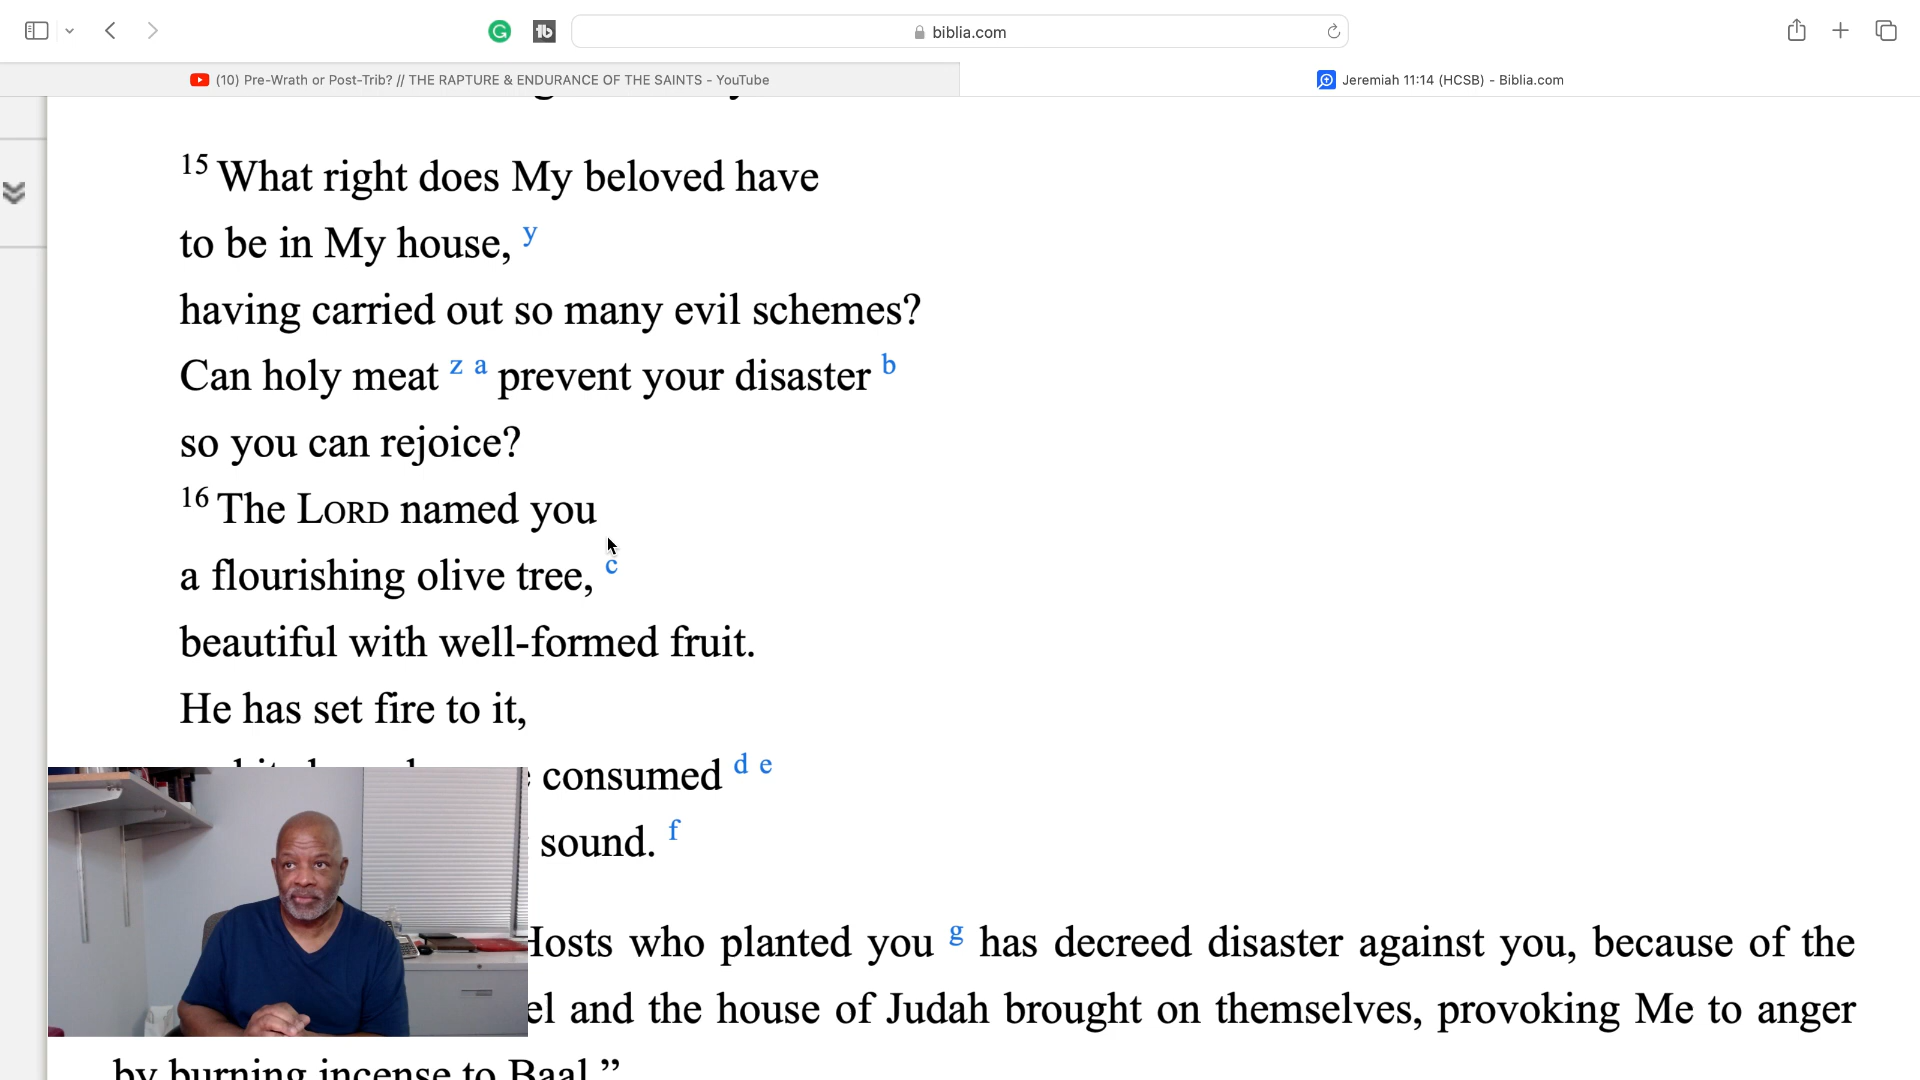 biblia.com
(10) Pre-Wrath or Post-Trib? // THE RAPTURE & ENDURANCE OF THE SAINTS - YouTube
Jeremiah 11:14 (HCSB) - Biblia.com
15 What right does My beloved have
to be in My house, y
having carried out so many evil schemes?
Can holy meat z a prevent your disaster b
so you can rejoice?
16 The LORD named you
a flourishing olive tree, c
beautiful with well-formed fruit.
He has set fire to it,
consumed d e
sound. f
Hosts who planted you g has decreed disaster against you, because of the
and the house of Judah brought on themselves, provoking Me to anger
by burning incense to Baal.”